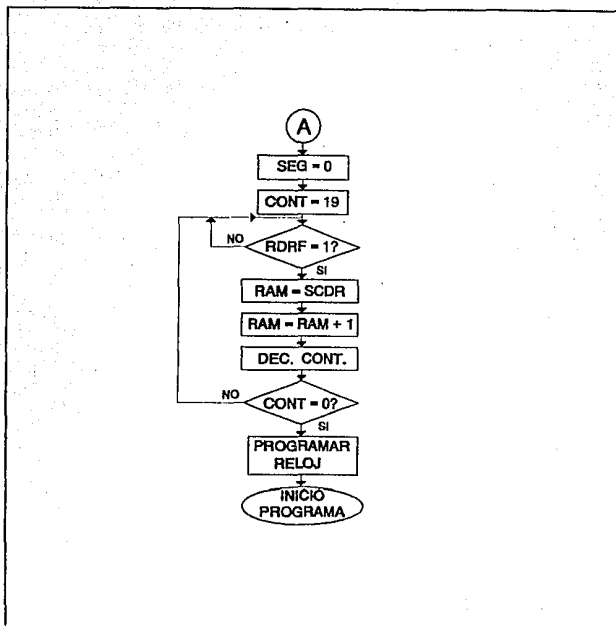 A
SEG = 0
CONT = 19
NO
RDRF = 1?
SI
RAM = SCDR
RAM = RAM + 1
DEC. CONT.
NO
CONT = 0?
SI
PROGRAMAR
RELOJ
INICIO
PROGRAMA